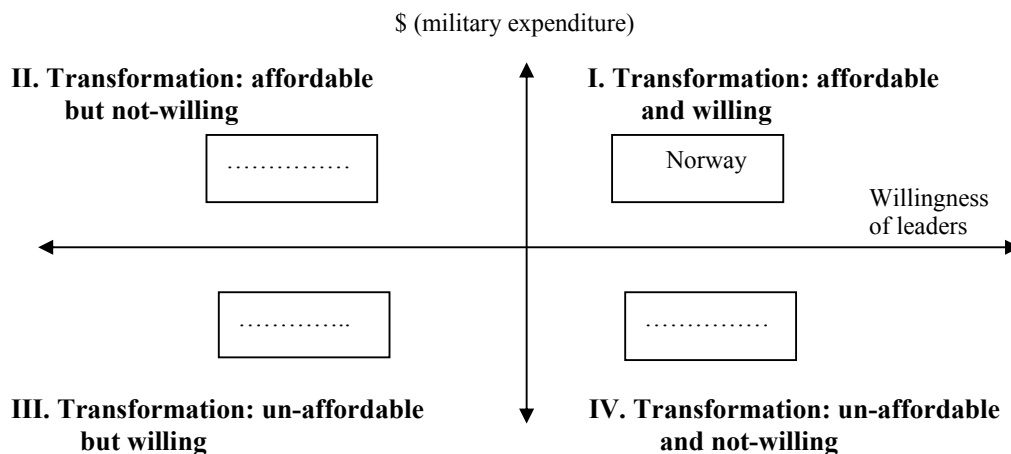 $ (military expenditure)
II. Transformation: affordable
but not-willing
I. Transformation: affordable
and willing
……………
Norway
Willingness
of leaders
…………..
……………
III. Transformation: un-affordable
but willing
IV. Transformation: un-affordable
and not-willing